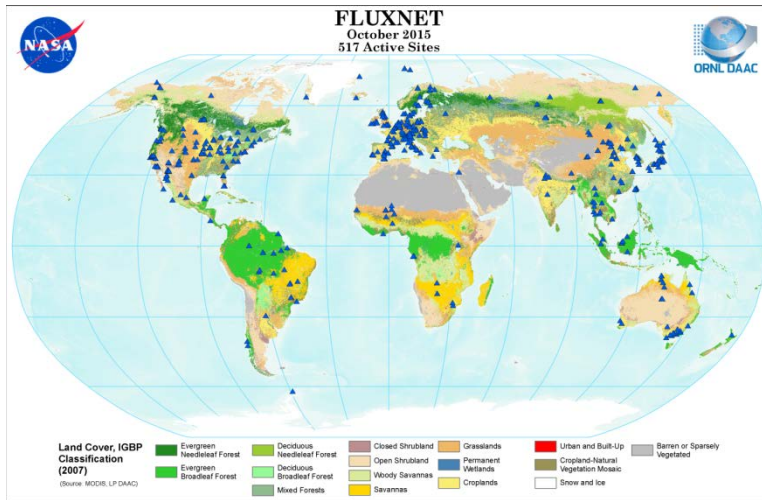 FLUXNET
October 2015
517 Active Sites
NASA
ORNL DAAC
Land Cover, IGBP
Classification
(2007)
(Source: MODIS, LP DAAC)
Evergreen
Needleleaf Forest
Evergreen
Broadleaf Forest
Deciduous
Needleleaf Forest
Deciduous
Broadleaf Forest
Mixed Forests
Closed Shrubland
Open Shrubland
Woody Savannas
Savannas
Grasslands
Permanent
Wetlands
Croplands
Urban and Built-Up
Cropland-Natural
Vegetation Mosaic
Snow and Ice
Barren or Sparsely
Vegetated